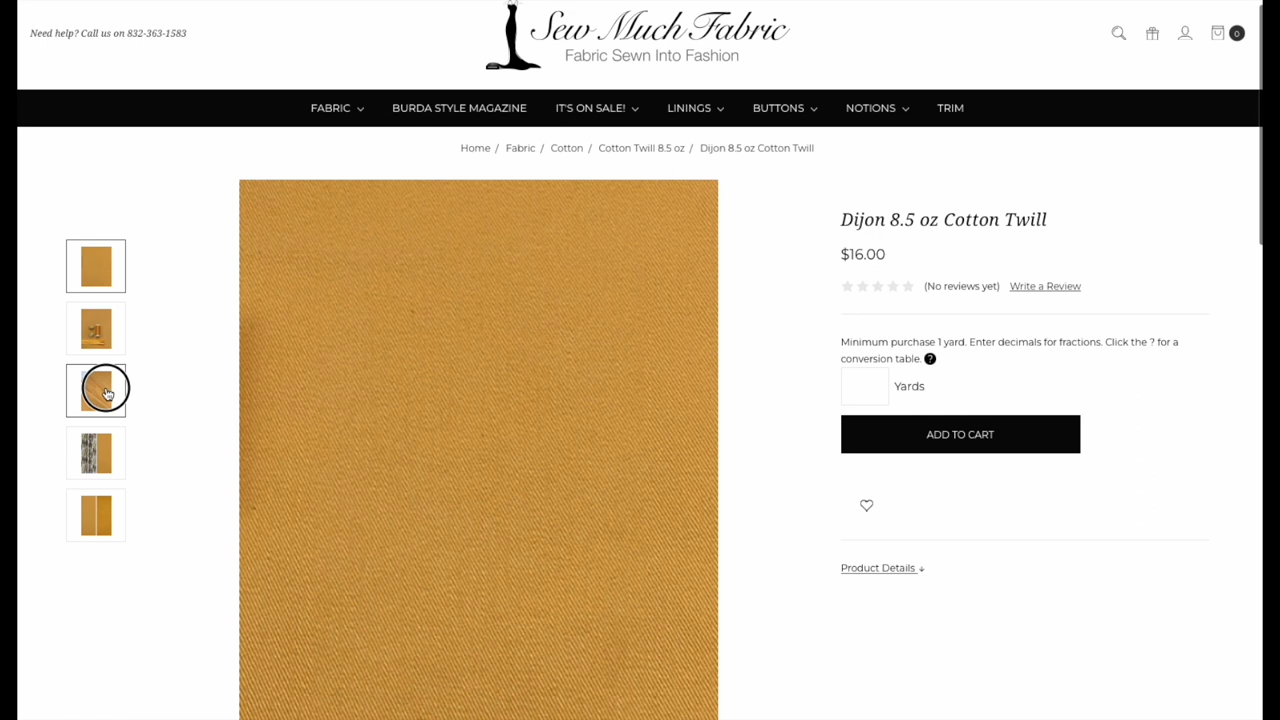 Need help? Call us on 832-363-1583
Sew Much Fabric
Fabric Sewn Into Fashion
0
FABRIC
BURDA STYLE MAGAZINE
IT'S ON SALE!
LININGS
BUTTONS
NOTIONS
TRIM
Home / Fabric / Cotton / Cotton Twill 8.5 oz / Dijon 8.5 oz Cotton Twill
Dijon 8.5 oz Cotton Twill
$16.00
(No reviews yet) Write a Review
Minimum purchase 1 yard. Enter decimals for fractions. Click the ? for a
conversion table. ?
Yards
ADD TO CART
Product Details ↓